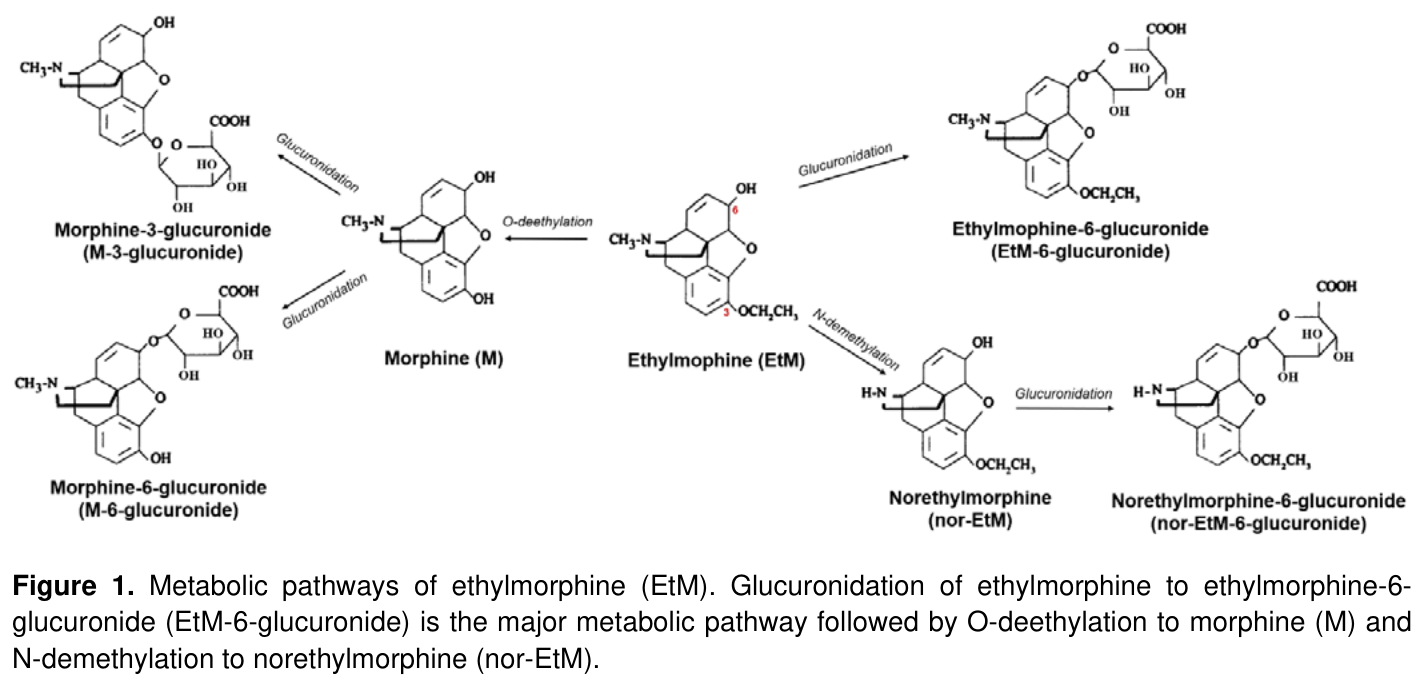 OH
CH₃-N
O
O
O
COOH
HO
OH
OH
Morphine-3-glucuronide
(M-3-glucuronide)
Glucuronidation
COOH
O
O
HO
OH
OH
CH₃-N
O
OH
Morphine-6-glucuronide
(M-6-glucuronide)
Glucuronidation
OH
CH₃-N
O
OH
Morphine (M)
O-deethylation
OH
6
CH₃-N
O
3
OCH₂CH₃
Ethylmophine (EtM)
Glucuronidation
COOH
O
O
HO
OH
OH
CH₃-N
O
OCH₂CH₃
Ethylmophine-6-glucuronide
(EtM-6-glucuronide)
N-demethylation
OH
H-N
O
OCH₂CH₃
Norethylmorphine
(nor-EtM)
Glucuronidation
COOH
O
O
HO
OH
OH
H-N
O
OCH₂CH₃
Norethylmorphine-6-glucuronide
(nor-EtM-6-glucuronide)
Figure 1. Metabolic pathways of ethylmorphine (EtM). Glucuronidation of ethylmorphine to ethylmorphine-6-
glucuronide (EtM-6-glucuronide) is the major metabolic pathway followed by O-deethylation to morphine (M) and
N-demethylation to norethylmorphine (nor-EtM).